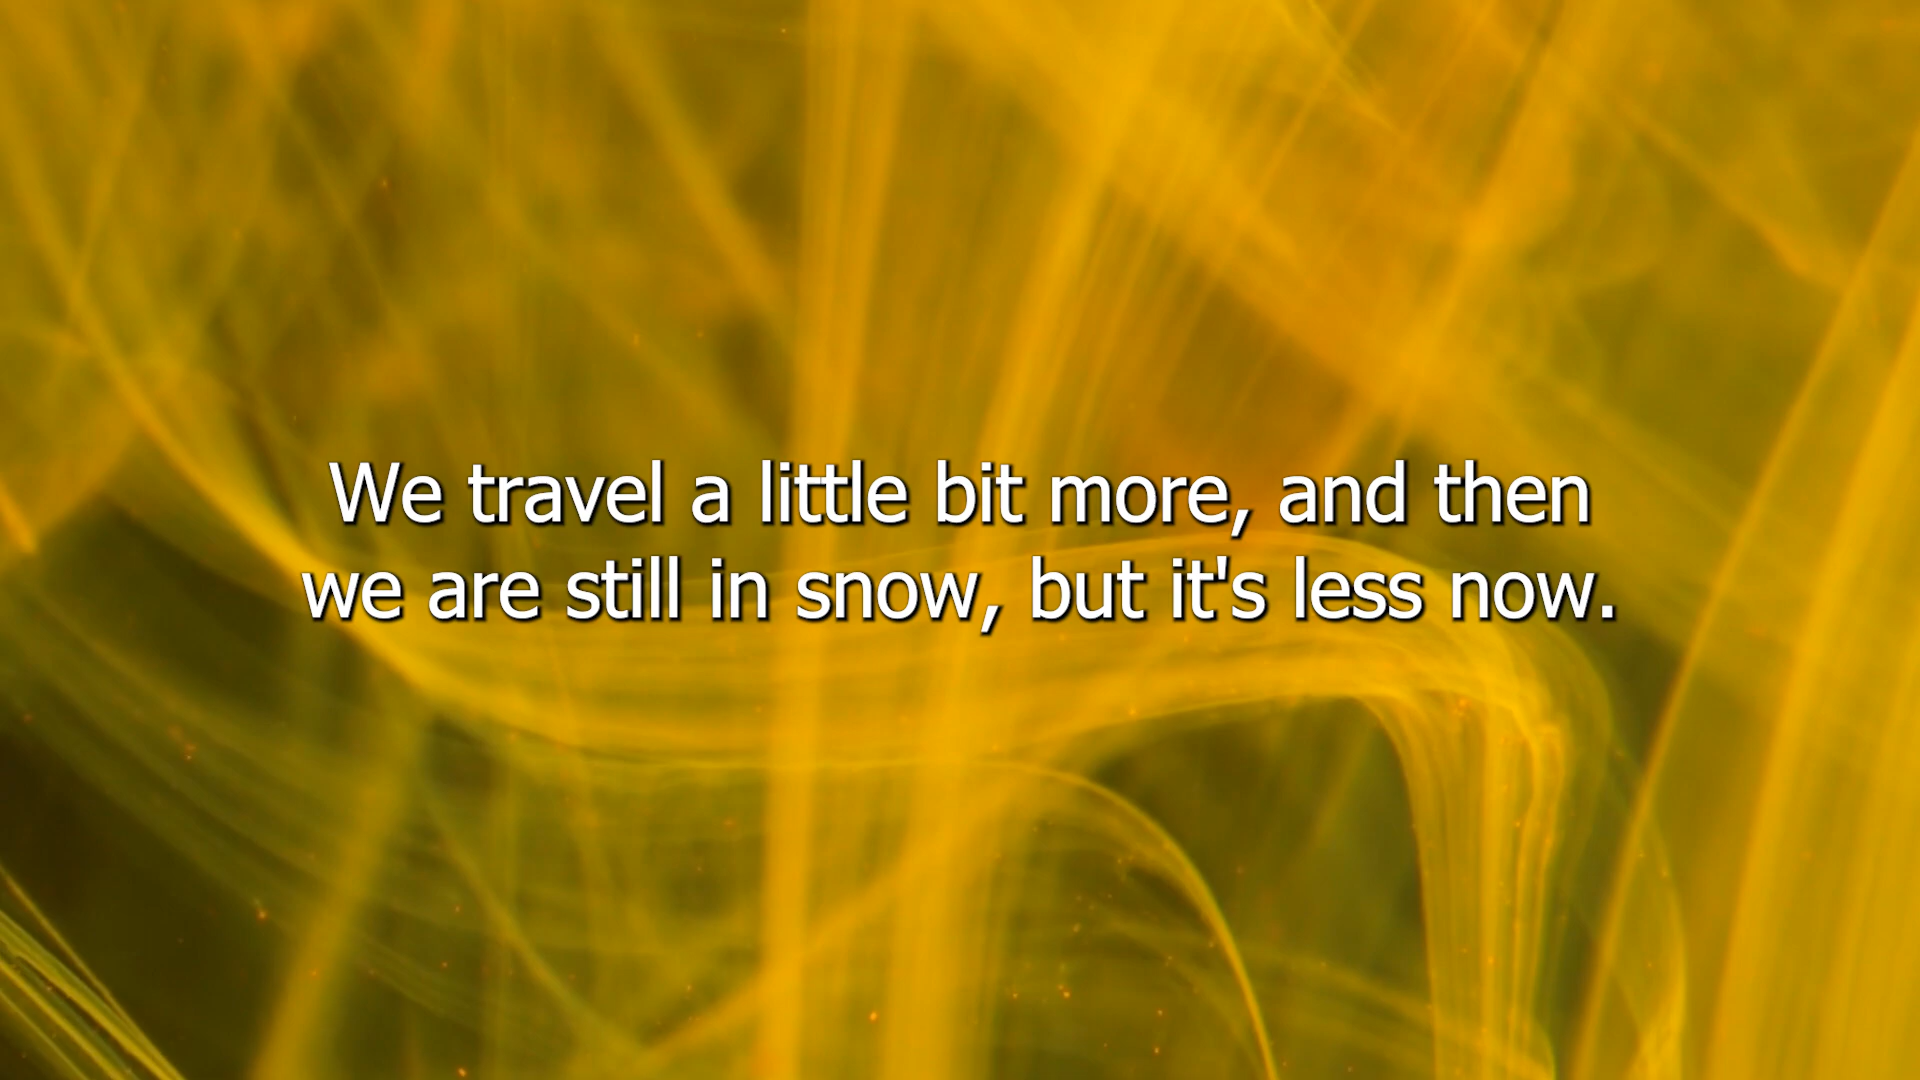 We travel a little bit more, and then
we are still in snow, but it's less now.